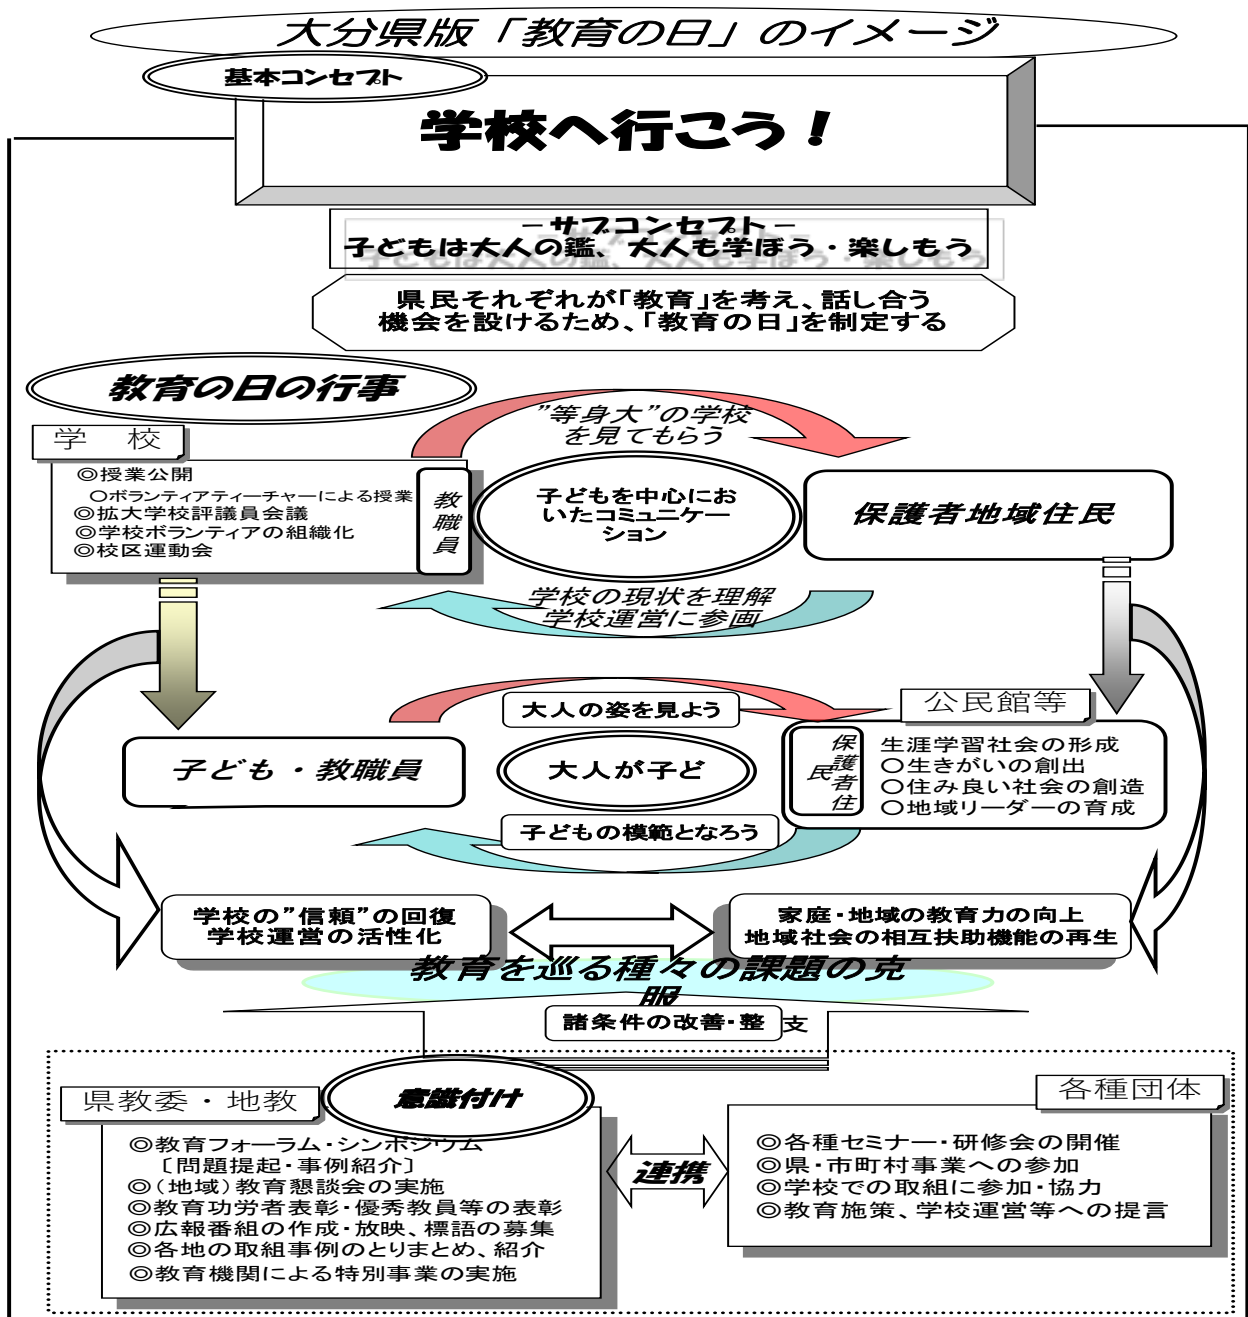 大分県版「教育の日」のイメージ
基本コンセプト
学校へ行こう！
－サブコンセプト－
子どもは大人の鑑、大人も学ぼう・楽しもう
県民それぞれが「教育」を考え、話し合う
機会を設けるため、「教育の日」を制定する
教育の日の行事
学　校
◎授業公開
○ボランティアティーチャーによる授業
◎拡大学校評議員会議
◎学校ボランティアの組織化
◎校区運動会
教職員
”等身大”の学校
を見てもらう
子どもを中心にお
いたコミュニケー
ション
保護者地域住民
学校の現状を理解
学校運営に参画
大人の姿を見よう
子ども・教職員
大人が子ど
子どもの模範となろう
公民館等
保護者住
民
生涯学習社会の形成
○生きがいの創出
○住み良い社会の創造
○地域リーダーの育成
学校の”信頼”の回復
学校運営の活性化
家庭・地域の教育力の向上
地域社会の相互扶助機能の再生
教育を巡る種々の課題の克
服
諸条件の改善・整
支
県教委・地教
意識付け
◎教育フォーラム・シンポジウム
〔問題提起・事例紹介〕
◎（地域）教育懇談会の実施
◎教育功労者表彰・優秀教員等の表彰
◎広報番組の作成・放映、標語の募集
◎各地の取組事例のとりまとめ、紹介
◎教育機関による特別事業の実施
連携
各種団体
◎各種セミナー・研修会の開催
◎県・市町村事業への参加
◎学校での取組に参加・協力
◎教育施策、学校運営等への提言